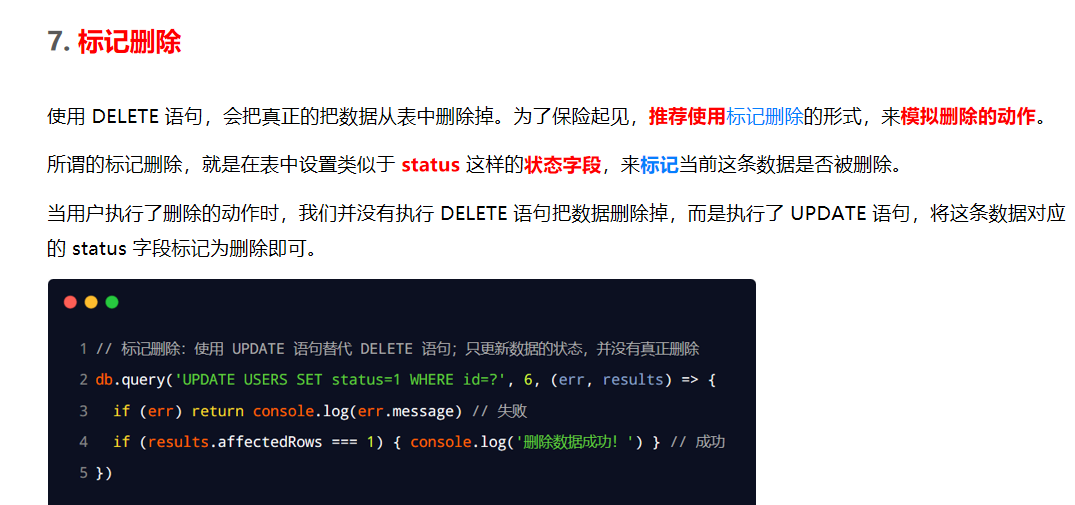 7. 标记删除
使用 DELETE 语句，会把真正的把数据从表中删除掉。为了保险起见，推荐使用标记删除的形式，来模拟删除的动作。
所谓的标记删除，就是在表中设置类似于 status 这样的状态字段，来标记当前这条数据是否被删除。
当用户执行了删除的动作时，我们并没有执行 DELETE 语句把数据删除掉，而是执行了 UPDATE 语句，将这条数据对应
的 status 字段标记为删除即可。
1 // 标记删除：使用 UPDATE 语句替代 DELETE 语句；只更新数据的状态，并没有真正删除
2 db.query('UPDATE USERS SET status=1 WHERE id=?', 6, (err, results) => {
3   if (err) return console.log(err.message) // 失败
4   if (results.affectedRows === 1) { console.log('删除数据成功！') } // 成功
5 })